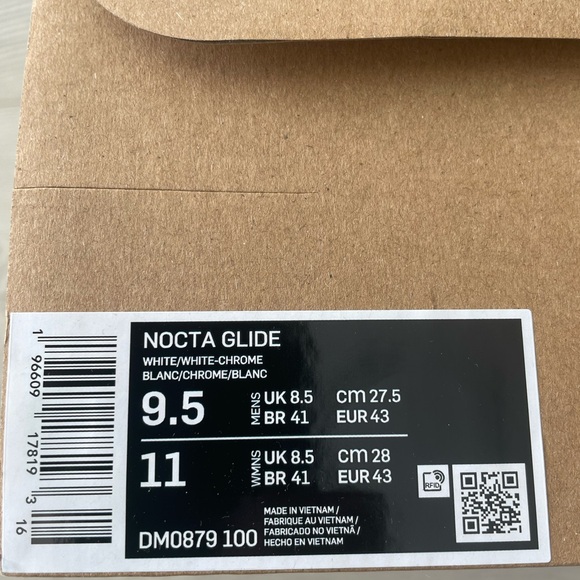 NOCTA GLIDE
WHITE/WHITE-CHROME
BLANC/CHROME/BLANC
9.5 MENS UK 8.5 CM 27.5
BR 41 EUR 43
11 WMNS UK 8.5 CM 28
BR 41 EUR 43
RFID
DM0879 100
MADE IN VIETNAM /
FABRIQUE AU VIETNAM /
FABRICADO NO VIETNÃ /
HECHO EN VIETNAM
1 96609 17819 3
16